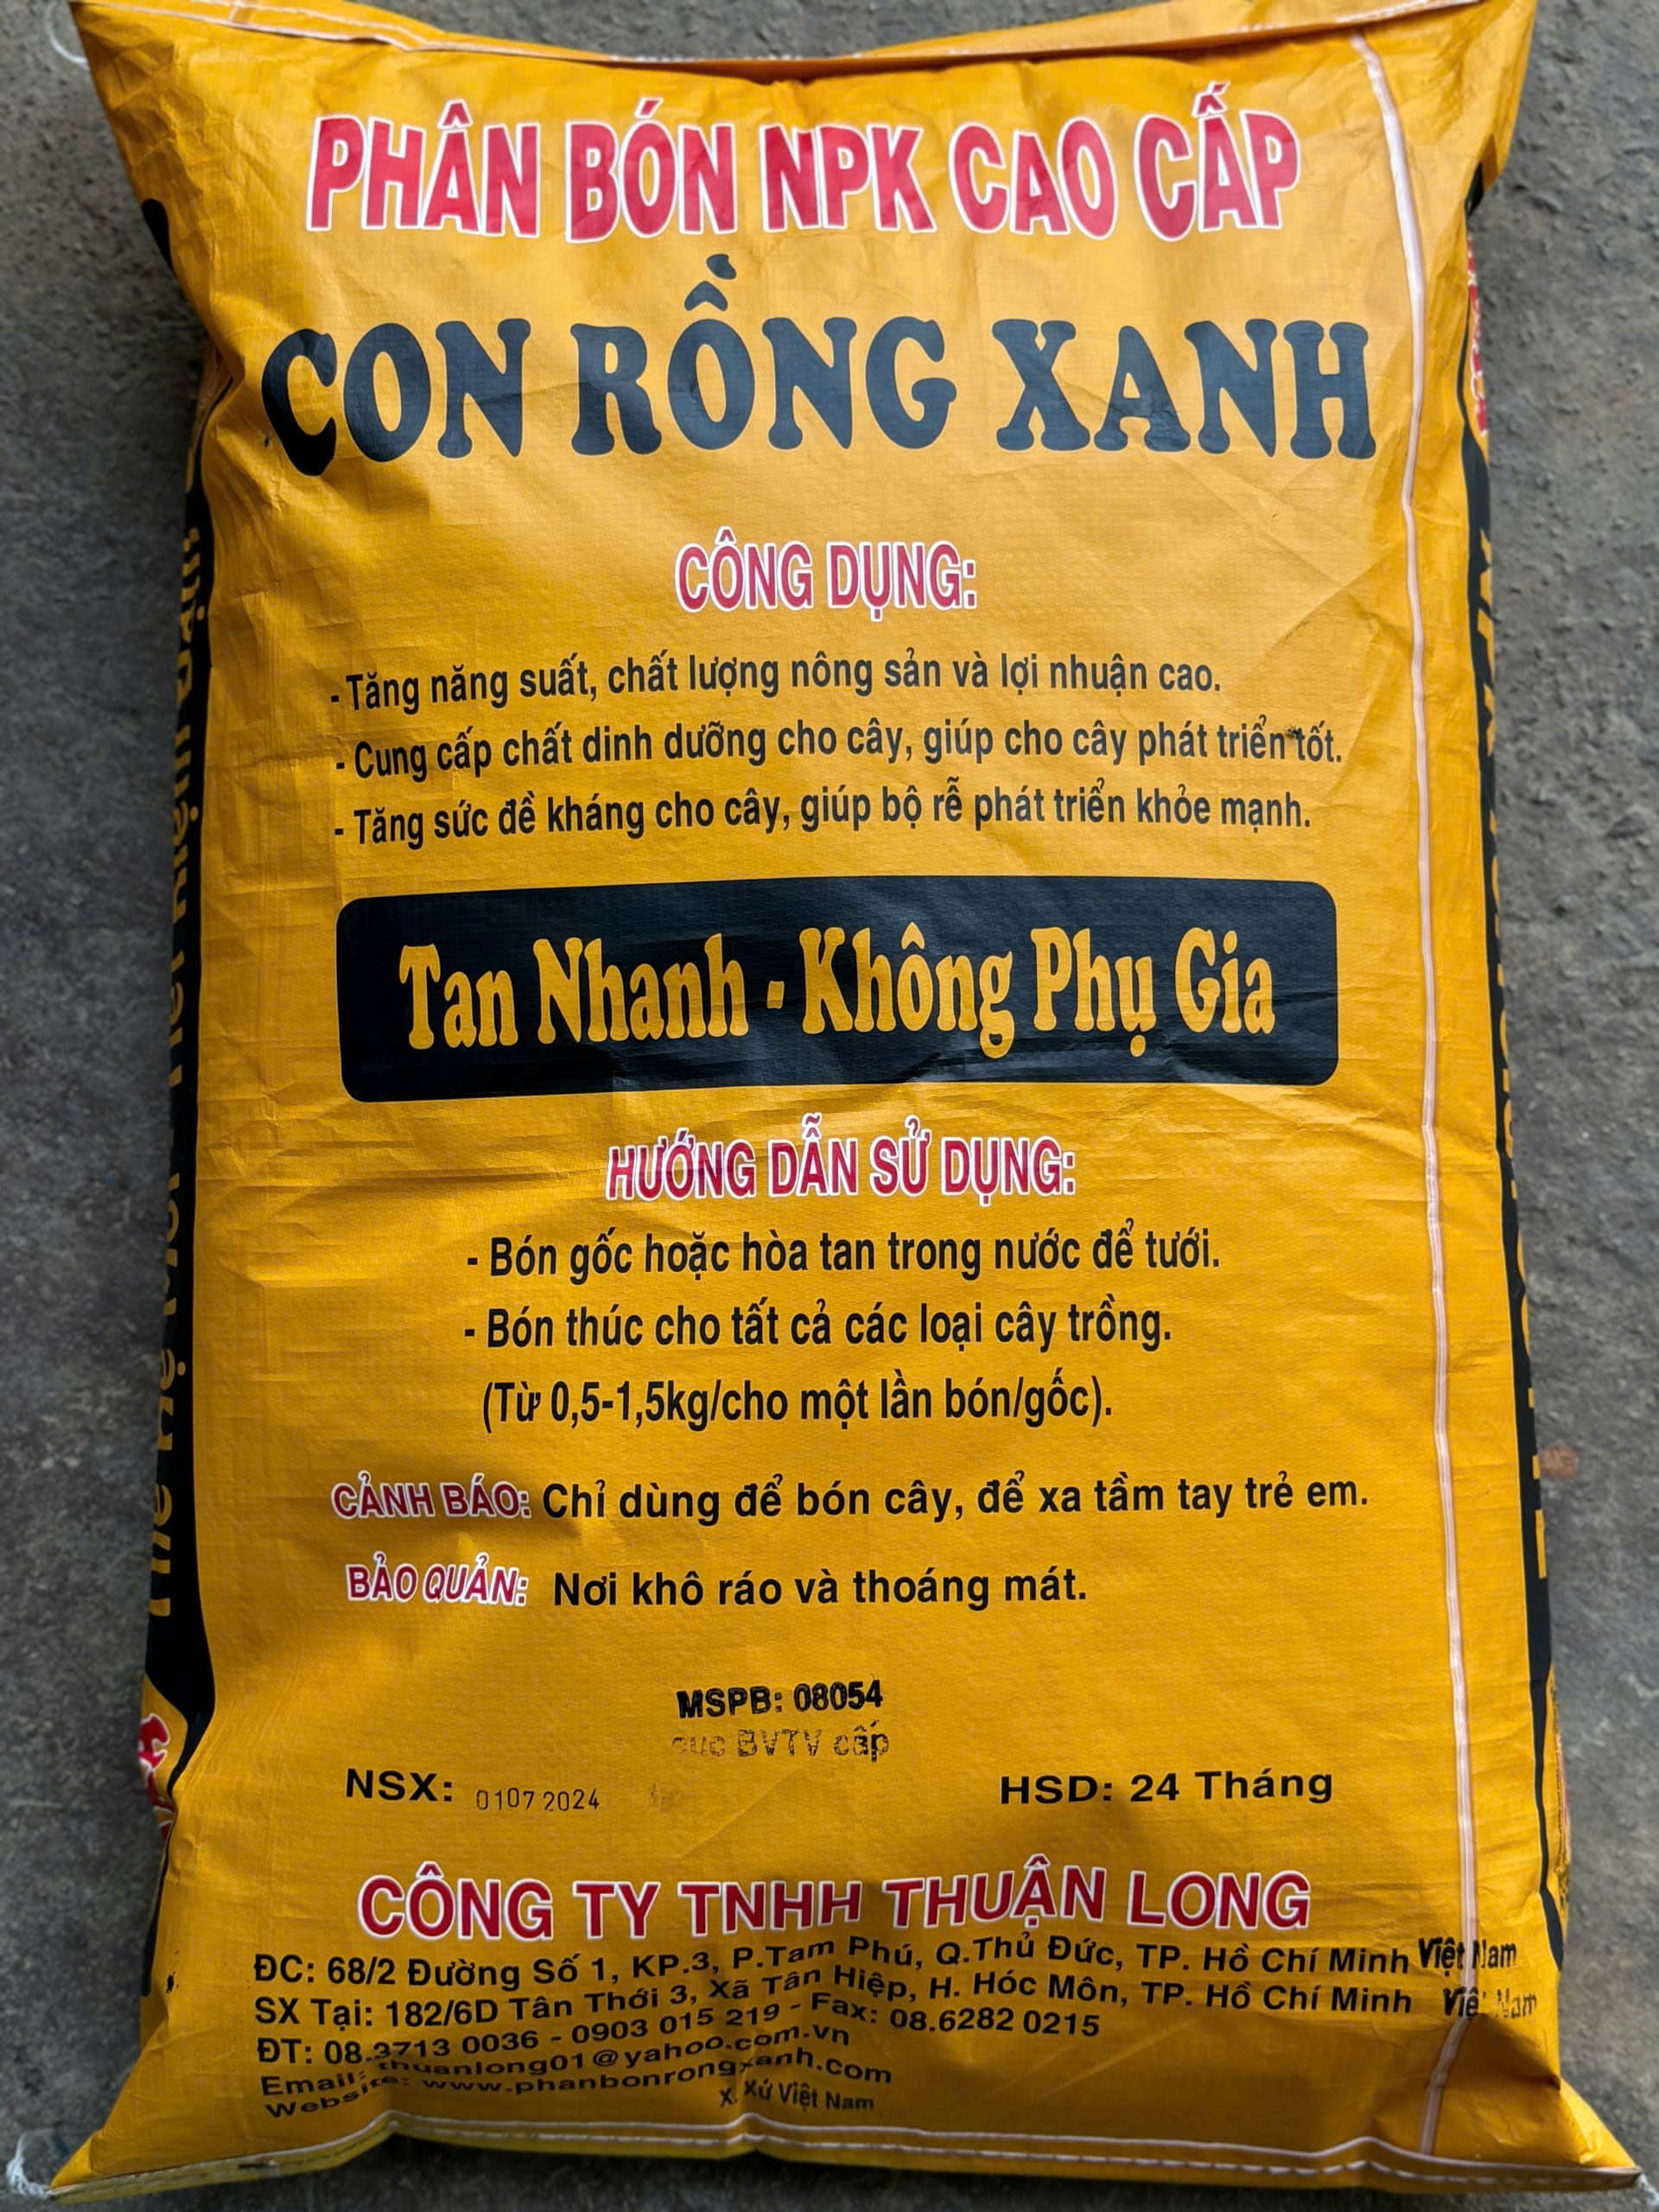 PHÂN BÓN NPK CAO CẤP
CON RỒNG XANH
CÔNG DỤNG:
- Tăng năng suất, chất lượng nông sản và lợi nhuận cao.
- Cung cấp chất dinh dưỡng cho cây, giúp cho cây phát triển tốt.
- Tăng sức đề kháng cho cây, giúp bộ rễ phát triển khỏe mạnh.
Tan Nhanh - Không Phụ Gia
HƯỚNG DẪN SỬ DỤNG:
- Bón gốc hoặc hòa tan trong nước để tưới.
- Bón thúc cho tất cả các loại cây trồng.
(Từ 0,5-1,5kg/cho một lần bón/gốc).
CẢNH BÁO: Chỉ dùng để bón cây, để xa tầm tay trẻ em.
BẢO QUẢN: Nơi khô ráo và thoáng mát.
MSPB: 08054
cục BVTV cấp
NSX: 01072024
HSD: 24 Tháng
CÔNG TY TNHH THUẬN LONG
ĐC: 68/2 Đường Số 1, KP.3, P.Tam Phú, Q.Thủ Đức, TP. Hồ Chí Minh Việt Nam
SX Tại: 182/6D Tân Thới 3, Xã Tân Hiệp, H. Hóc Môn, TP. Hồ Chí Minh Việt Nam
ĐT: 08.3713 0036 - 0903 015 219 - Fax: 08.6282 0215
Email: thuanlong01@yahoo.com.vn
Website: www.phanbonrongxanh.com
Xứ Việt Nam